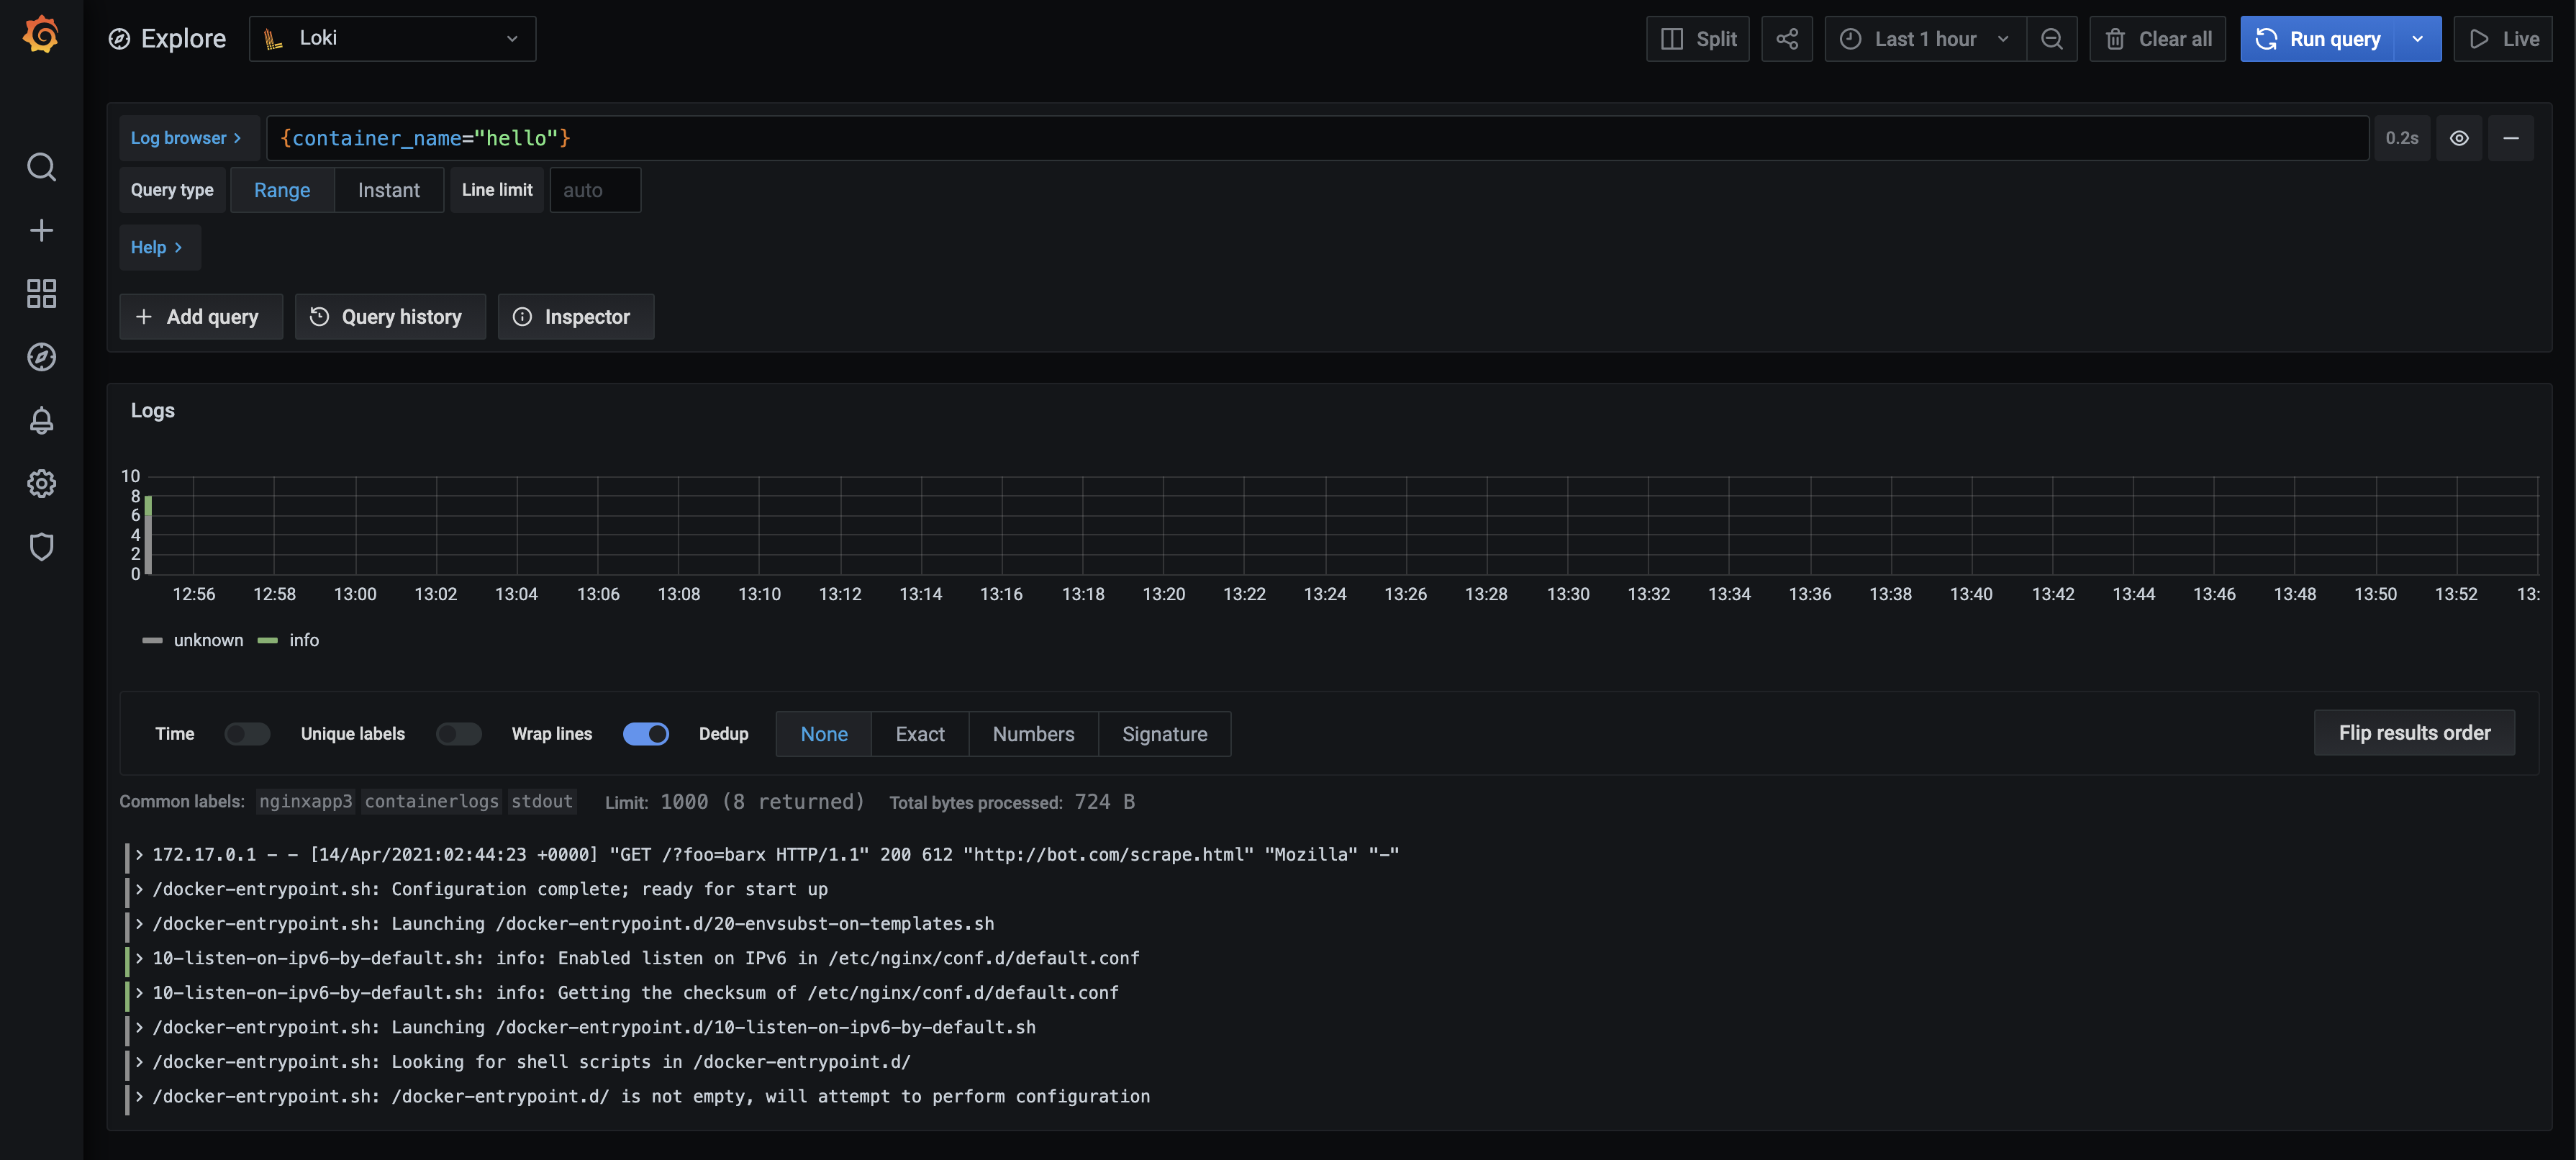 Explore Loki Split Last 1 hour Clear all Run query Live
Log browser > {container_name="hello"} 0.2s
Query type Range Instant Line limit auto
Help >
+ Add query Query history Inspector
Logs
10
8
6
4
2
0
12:56 12:58 13:00 13:02 13:04 13:06 13:08 13:10 13:12 13:14 13:16 13:18 13:20 13:22 13:24 13:26 13:28 13:30 13:32 13:34 13:36 13:38 13:40 13:42 13:44 13:46 13:48 13:50 13:52 13:
unknown info
Time Unique labels Wrap lines Dedup None Exact Numbers Signature Flip results order
Common labels: nginxapp3 containerlogs stdout Limit: 1000 (8 returned) Total bytes processed: 724 B
> 172.17.0.1 - - [14/Apr/2021:02:44:23 +0000] "GET /?foo=barx HTTP/1.1" 200 612 "http://bot.com/scrape.html" "Mozilla" "-"
> /docker-entrypoint.sh: Configuration complete; ready for start up
> /docker-entrypoint.sh: Launching /docker-entrypoint.d/20-envsubst-on-templates.sh
> 10-listen-on-ipv6-by-default.sh: info: Enabled listen on IPv6 in /etc/nginx/conf.d/default.conf
> 10-listen-on-ipv6-by-default.sh: info: Getting the checksum of /etc/nginx/conf.d/default.conf
> /docker-entrypoint.sh: Launching /docker-entrypoint.d/10-listen-on-ipv6-by-default.sh
> /docker-entrypoint.sh: Looking for shell scripts in /docker-entrypoint.d/
> /docker-entrypoint.sh: /docker-entrypoint.d/ is not empty, will attempt to perform configuration